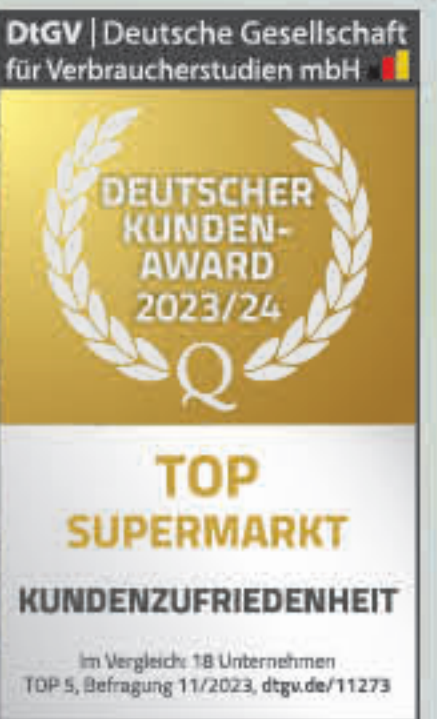 DtGV | Deutsche Gesellschaft
für Verbraucherstudien mbH
DEUTSCHER
KUNDEN-
AWARD
2023/24
Q
TOP
SUPERMARKT
KUNDENZUFRIEDENHEIT
Im Vergleich: 18 Unternehmen
TOP 5, Befragung 11/2023, dtgv.de/11273